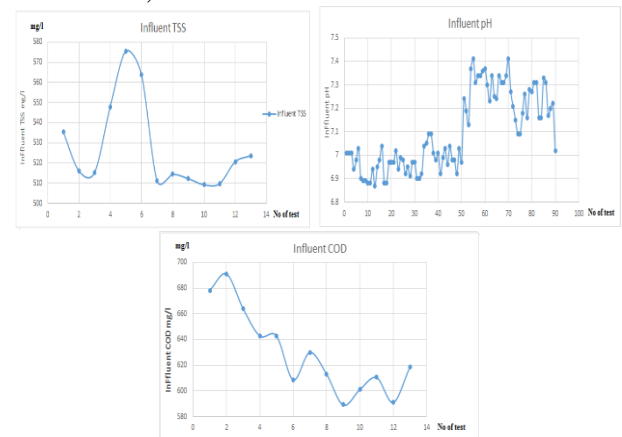 mg/l
Influent TSS
580
570
560
550
540
530
520
510
500
InFfluent TSS mg/l
Influent TSS
0 2 4 6 8 10 12 14 No of test
Influent pH
7.5
7.4
7.3
7.2
7.1
7
6.9
6.8
Influent pH
0 10 20 30 40 50 60 70 80 90 100 No of test
mg/l
Influent COD
700
680
660
640
620
600
580
InFfluent COD mg/l
0 2 4 6 8 10 12 14 No of test